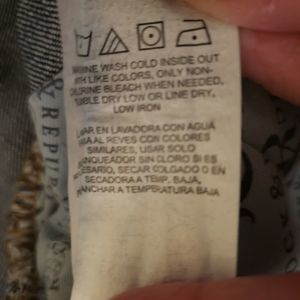 MACHINE WASH COLD INSIDE OUT
WITH LIKE COLORS, ONLY NON-
CHLORINE BLEACH WHEN NEEDED,
TUMBLE DRY LOW OR LINE DRY,
LOW IRON
LAVAR EN LAVADORA CON AGUA
FRIA AL REVES CON COLORES
SIMILARES, USAR SOLO
BLANQUEADOR SIN CLORO SI ES
NECESARIO, SECAR COLGADO O EN
SECADORA A TEMP. BAJA,
PLANCHAR A TEMPERATURA BAJA